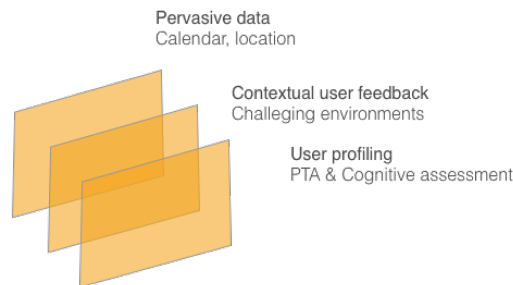 Pervasive data
Calendar, location
Contextual user feedback
Challeging environments
User profiling
PTA & Cognitive assessment